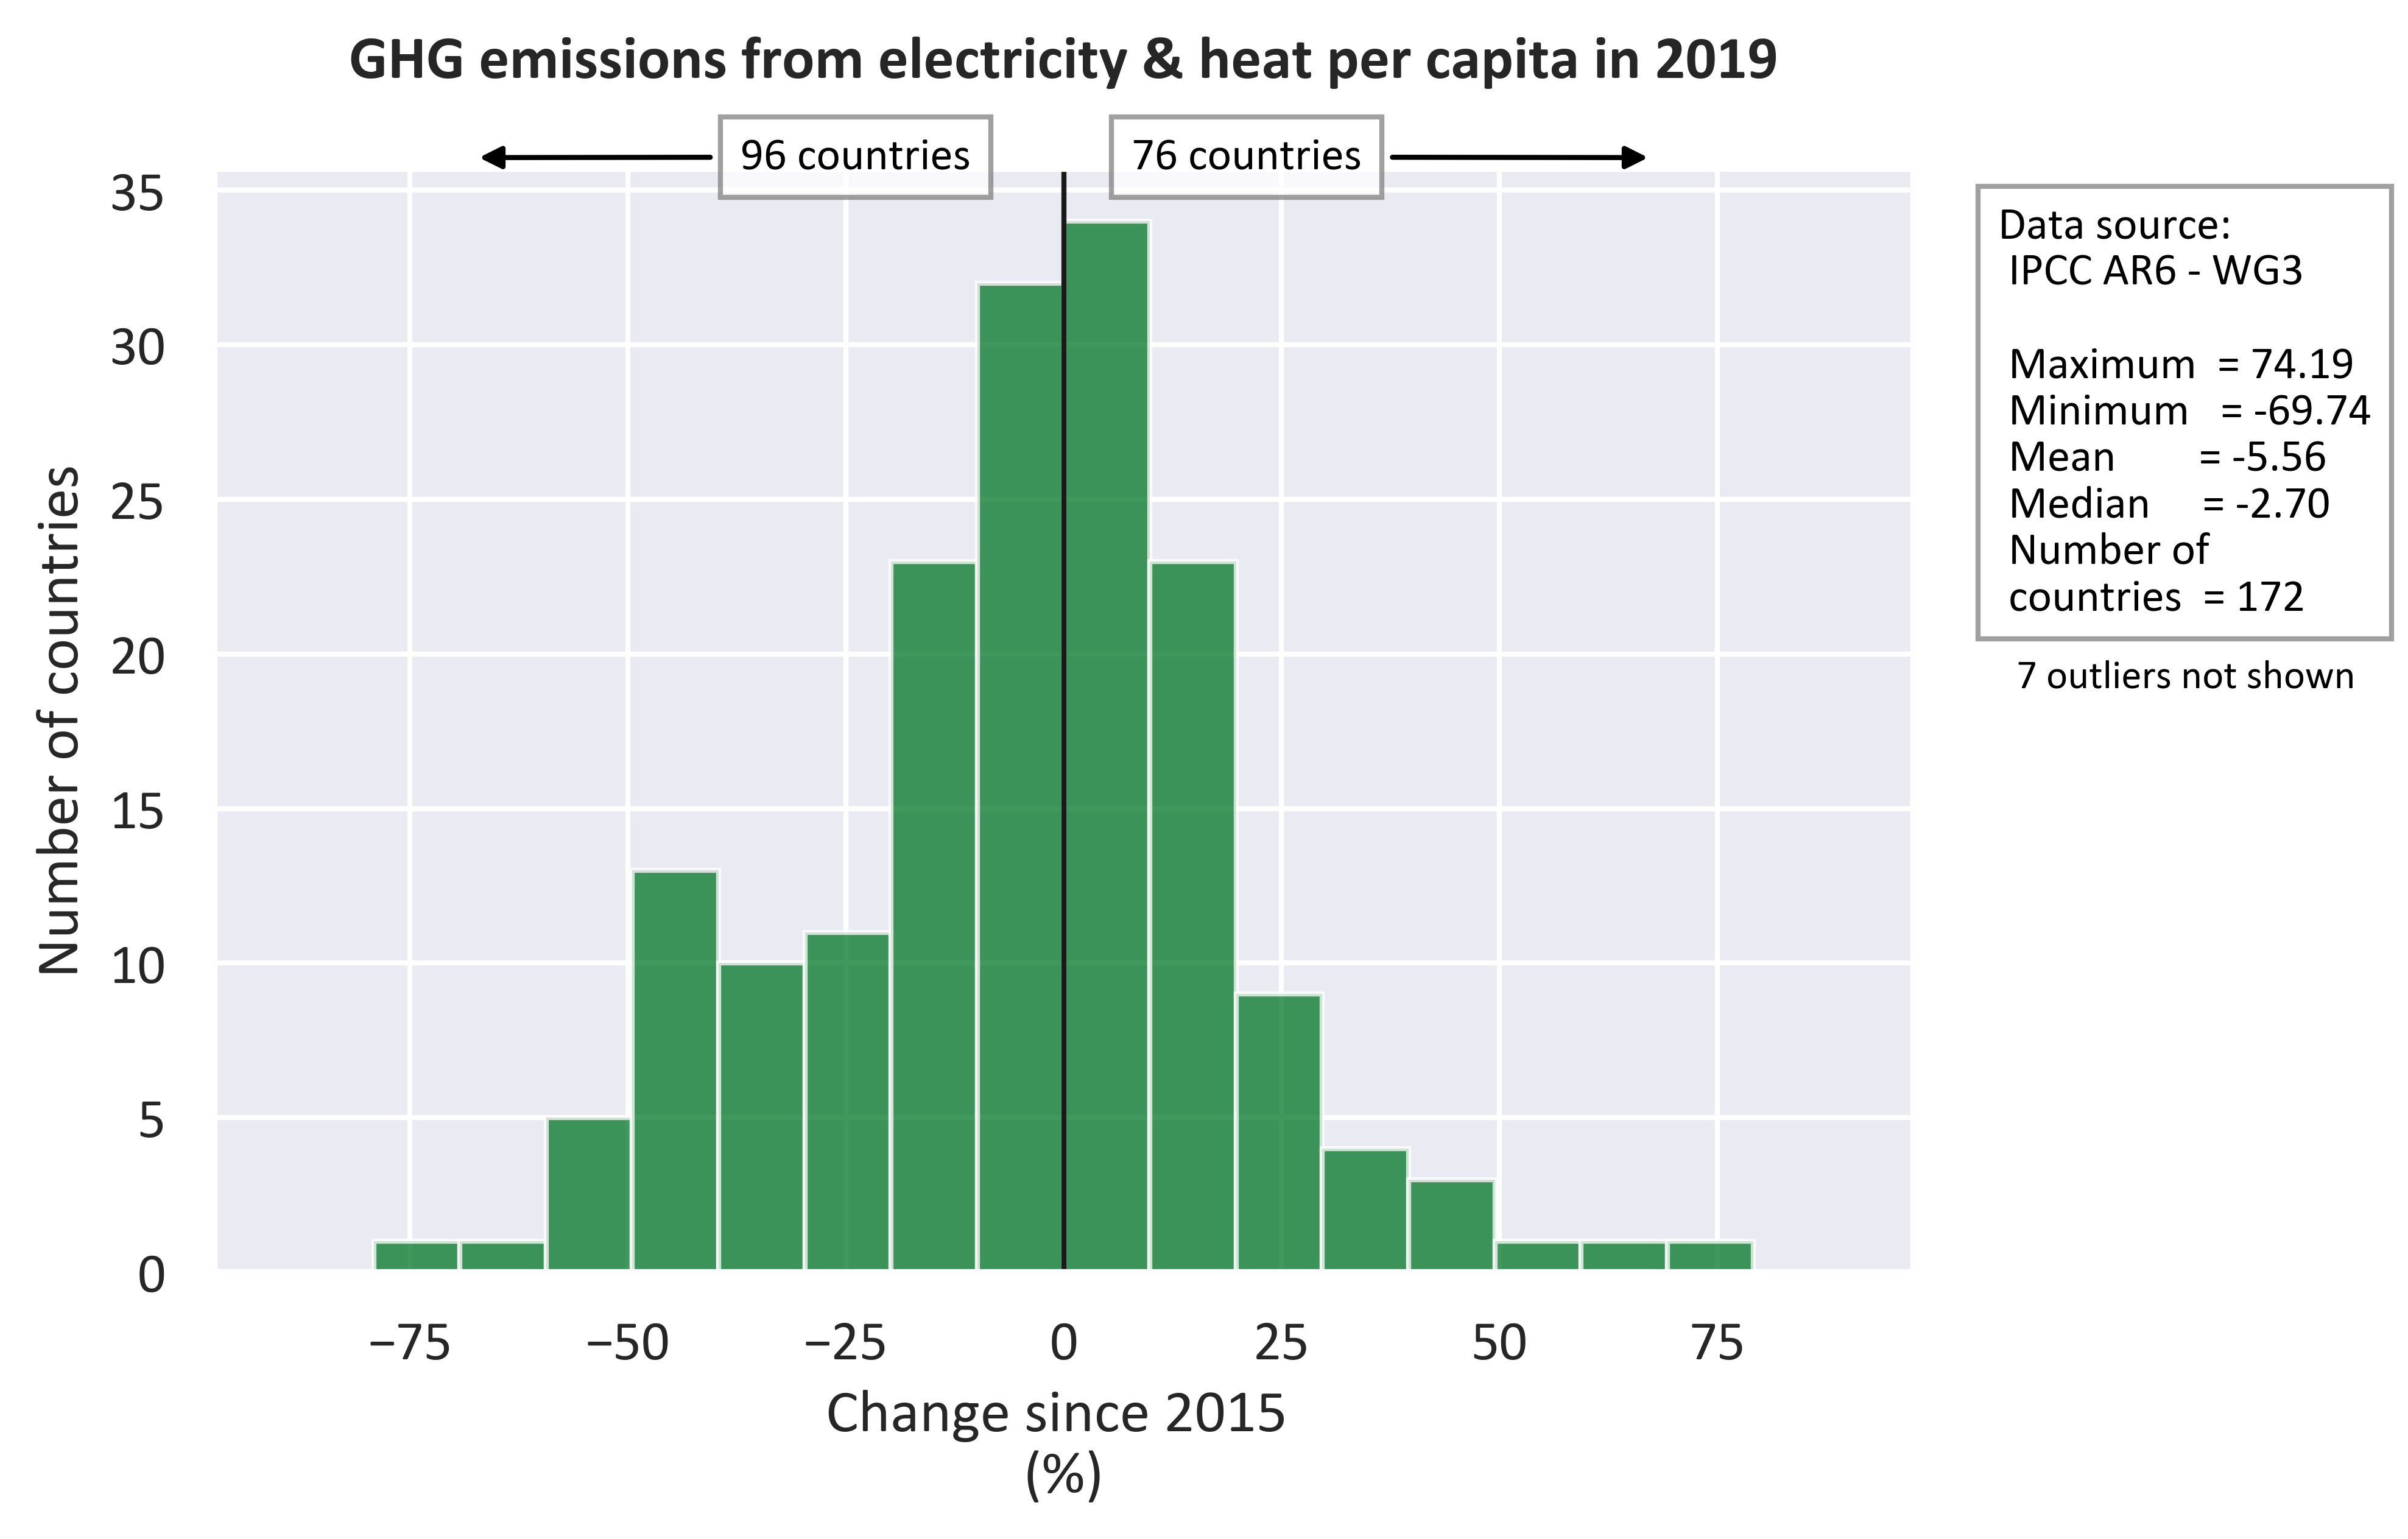 GHG emissions from electricity & heat per capita in 2019
96 countries
76 countries
35
30
25
20
15
10
5
0
Number of countries
−75
−50
−25
0
25
50
75
Change since 2015
(%)
Data source:
IPCC AR6 - WG3
Maximum = 74.19
Minimum = -69.74
Mean = -5.56
Median = -2.70
Number of
countries = 172
7 outliers not shown